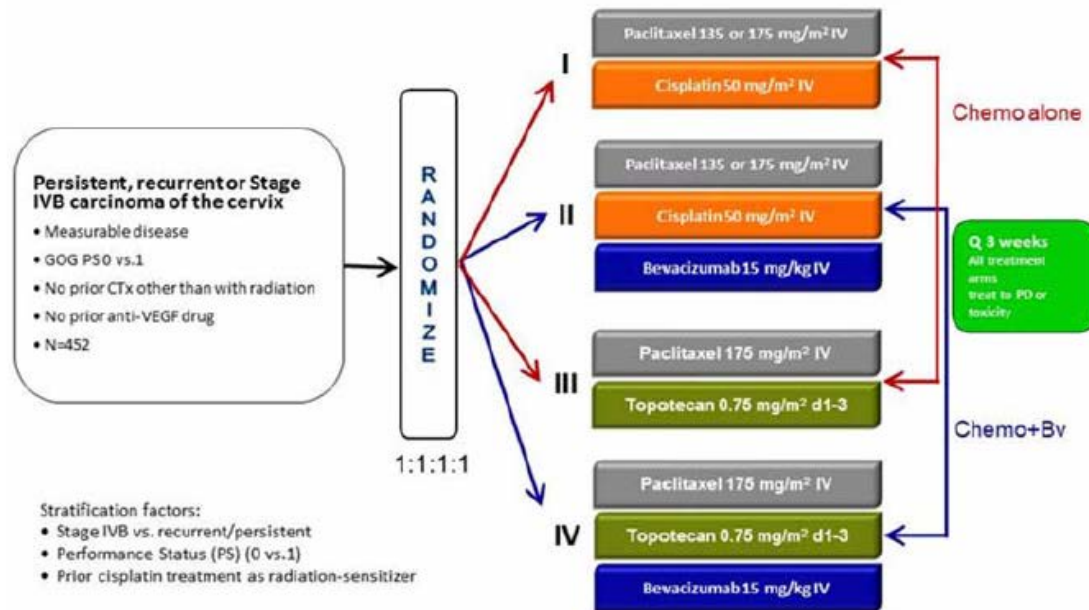 Persistent, recurrent or Stage
IVB carcinoma of the cervix
• Measurable disease
• GOG PS 0 vs.1
• No prior CTx other than with radiation
• No prior anti-VEGF drug
• N=452
RANDOMIZE
1:1:1:1
I
Paclitaxel 135 or 175 mg/m² IV
Cisplatin 50 mg/m² IV
II
Paclitaxel 135 or 175 mg/m² IV
Cisplatin 50 mg/m² IV
Bevacizumab 15 mg/kg IV
III
Paclitaxel 175 mg/m² IV
Topotecan 0.75 mg/m² d1-3
IV
Paclitaxel 175 mg/m² IV
Topotecan 0.75 mg/m² d1-3
Bevacizumab 15 mg/kg IV
Chemo alone
Q 3 weeks
All treatment
arms
treat to PD or
toxicity
Chemo+Bv
Stratification factors:
• Stage IVB vs. recurrent/persistent
• Performance Status (PS) (0 vs.1)
• Prior cisplatin treatment as radiation-sensitizer